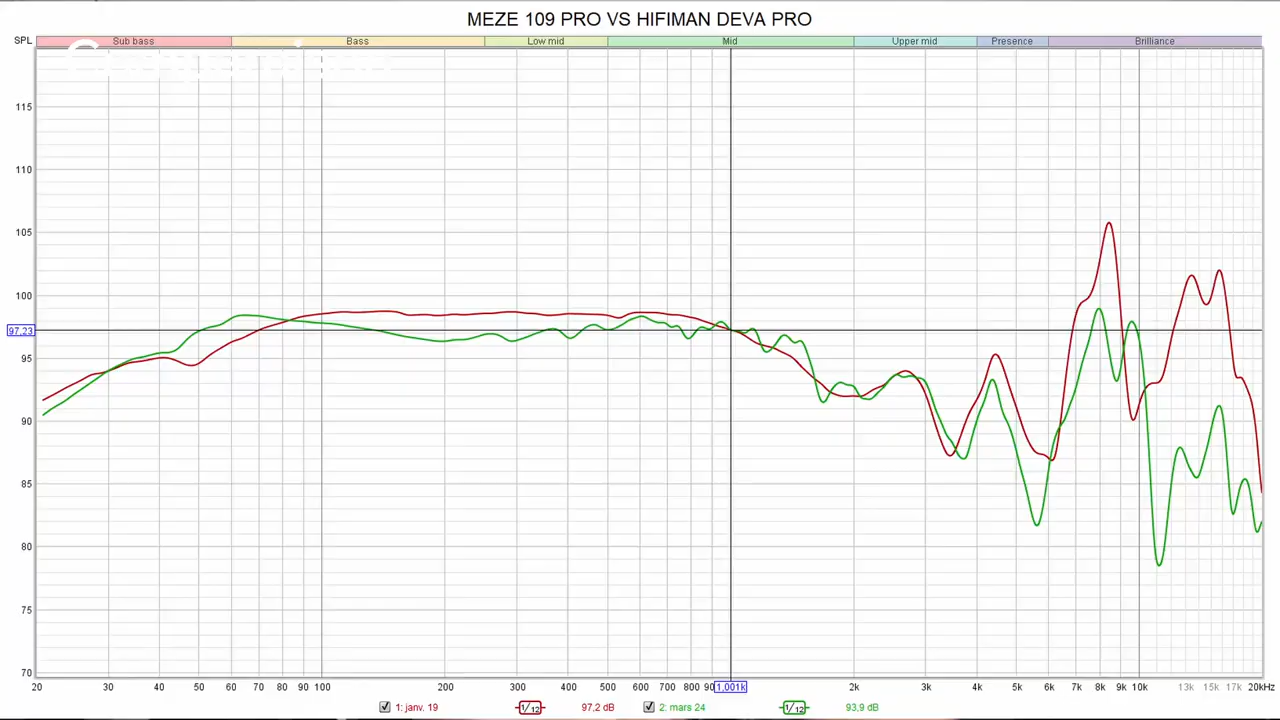 MEZE 109 PRO VS HIFIMAN DEVA PRO
SPL Sub bass Bass Low mid Mid Upper mid Presence Brilliance
115
110
105
100
97,23
95
90
85
80
75
70
20 30 40 50 60 70 80 90 100 200 300 400 500 600 700 800 90 1,001k 2k 3k 4k 5k 6k 7k 8k 9k 10k 13k 15k 17k 20kHz
1: janv. 19 1/12 97,2 dB 2: mars 24 1/12 93,9 dB